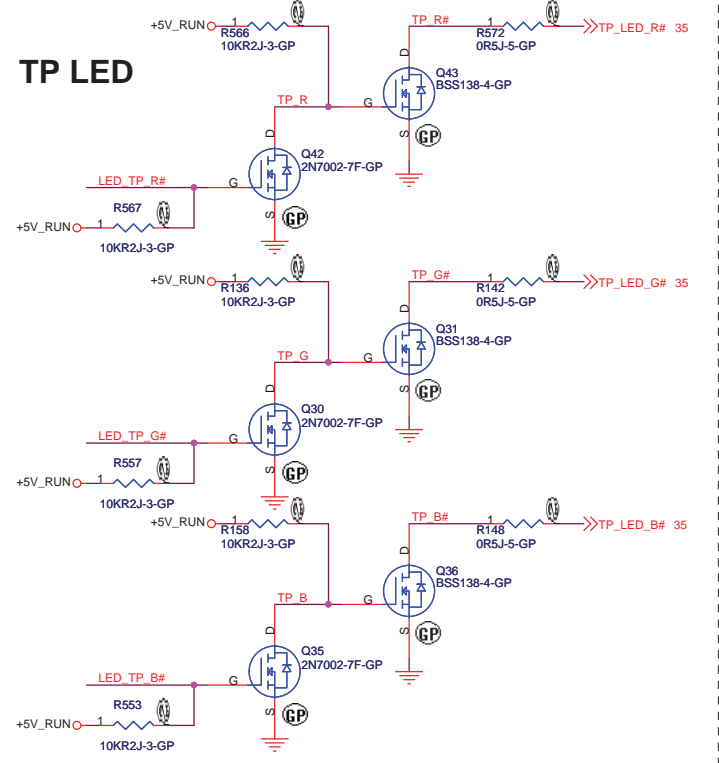 TP LED
+5V_RUN 1 R566 10KR2J-3-GP
TP_R# 1 R572 0R5J-5-GP TP_LED_R# 35
D Q43 BSS138-4-GP
TP_R G
S GP
D Q42 2N7002-7F-GP
LED_TP_R# G
S GP
R567
+5V_RUN 1
10KR2J-3-GP
+5V_RUN 1 R136 10KR2J-3-GP
TP_G# 1 R142 0R5J-5-GP TP_LED_G# 35
D Q31 BSS138-4-GP
TP_G G
S GP
D Q30 2N7002-7F-GP
LED_TP_G# G
S GP
R557
+5V_RUN 1
10KR2J-3-GP
+5V_RUN 1 R158 10KR2J-3-GP
TP_B# 1 R148 0R5J-5-GP TP_LED_B# 35
D Q36 BSS138-4-GP
TP_B G
S GP
D Q35 2N7002-7F-GP
LED_TP_B# G
S GP
R553
+5V_RUN 1
10KR2J-3-GP